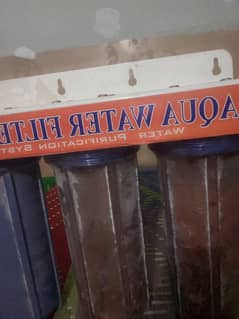 AQUA WATER FILTE
WATER PURIFICATION SYST